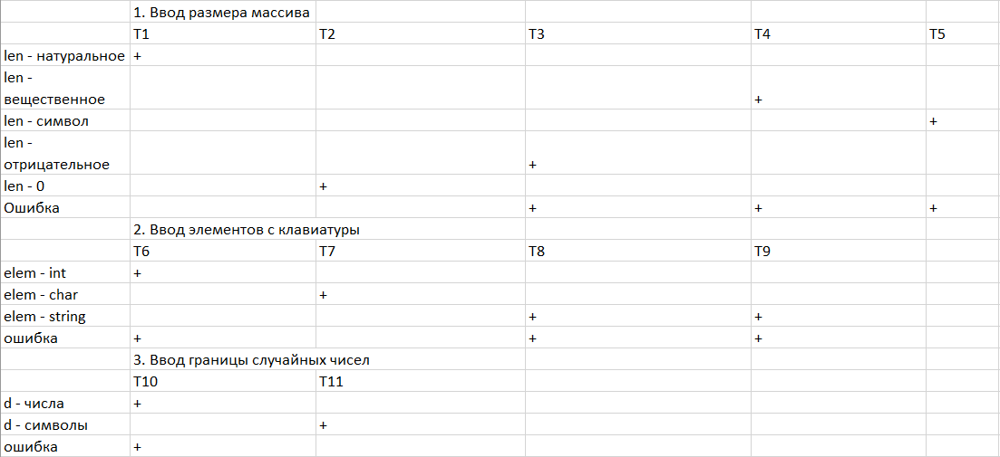 1. Ввод размера массива
T1 T2 T3 T4 T5
len - натуральное +
len -
вещественное +
len - символ +
len -
отрицательное +
len - 0 +
Ошибка + + +
2. Ввод элементов с клавиатуры
T6 T7 T8 T9
elem - int +
elem - char +
elem - string + +
ошибка + + +
3. Ввод границы случайных чисел
T10 T11
d - числа +
d - символы +
ошибка +